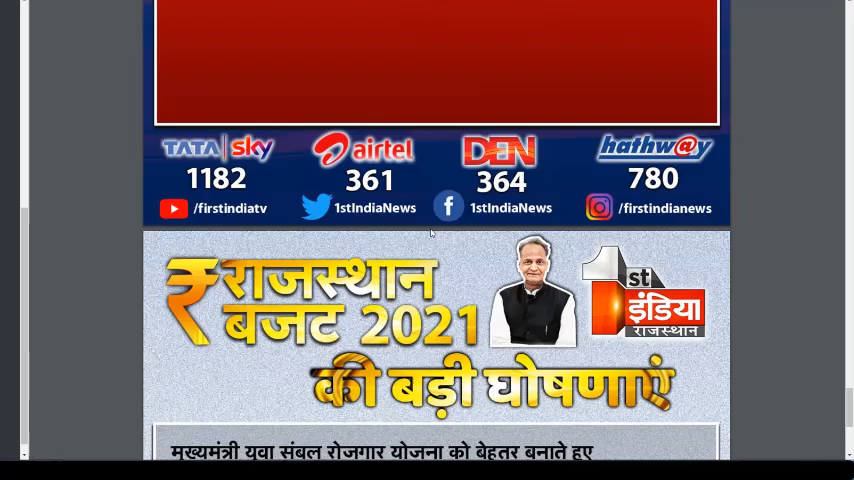 TATA sky airtel DEN hathw@y
1182 361 364 780
/firstindiatv 1stIndiaNews 1stIndiaNews /firstindianews
₹ राजस्थान
बजट 2021
की बड़ी घोषणाएं
1st
इंडिया
राजस्थान
मुख्यमंत्री युवा संबल रोजगार योजना को बेहतर बनाते हुए